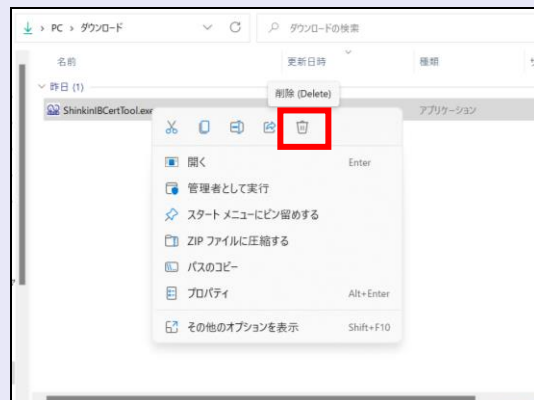 PC > ダウンロード
ダウンロードの検索
名前 更新日時 種類
昨日 (1)
削除 (Delete)
ShinkinIBCertTool.exe アプリケーション
開く Enter
管理者として実行
スタート メニューにピン留めする
ZIP ファイルに圧縮する
パスのコピー
プロパティ Alt+Enter
その他のオプションを表示 Shift+F10